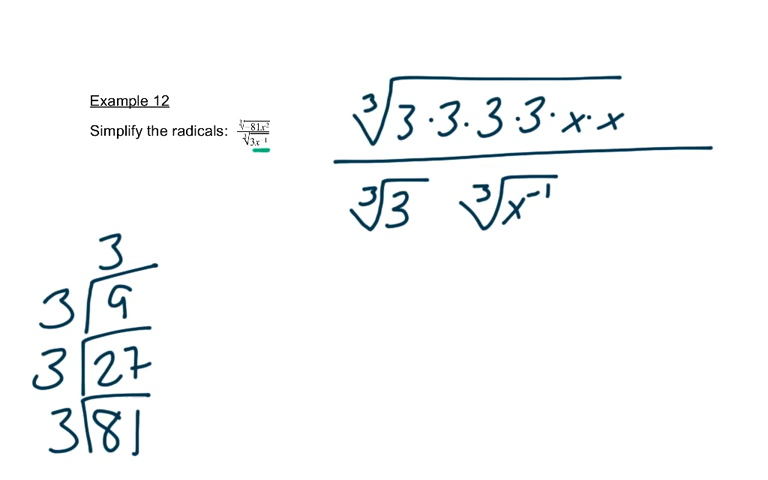 Example 12
Simplify the radicals: ∛(-81x²) / ∛(3x⁻¹)
∛(3·3·3·3·x·x)
∛3 ∛x⁻¹
3
3 9
3 27
3 81